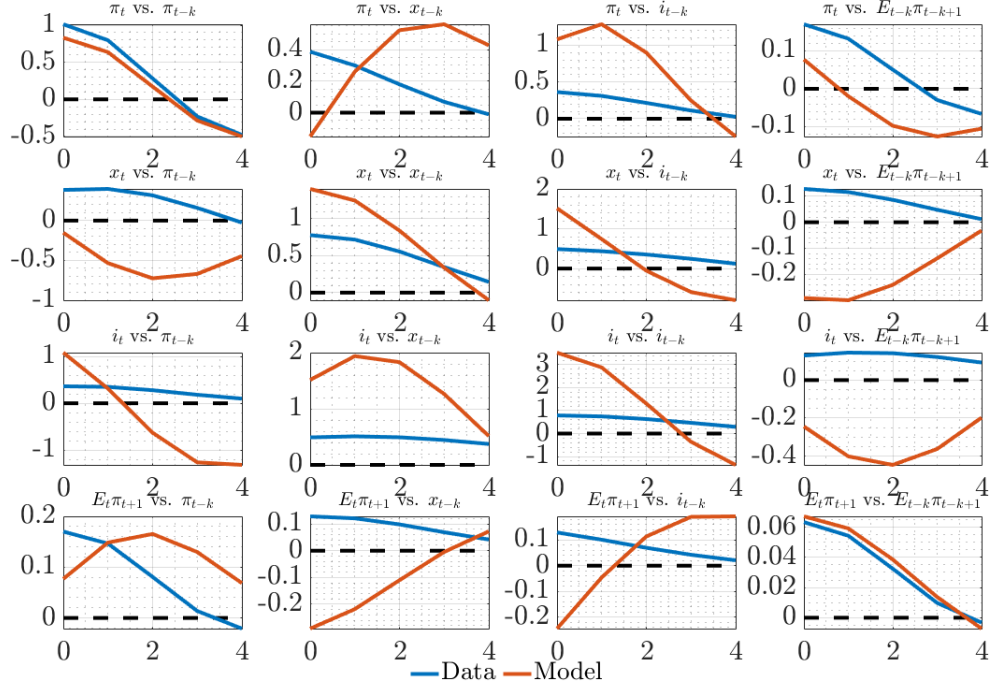 π_t vs. π_{t−k}
π_t vs. x_{t−k}
π_t vs. i_{t−k}
π_t vs. E_{t−k}π_{t−k+1}
1
0.5
0
-0.5
0 2 4
0.4
0.2
0
0 2 4
1
0.5
0
0 2 4
0.1
0
-0.1
0 2 4
x_t vs. π_{t−k}
x_t vs. x_{t−k}
x_t vs. i_{t−k}
x_t vs. E_{t−k}π_{t−k+1}
0
-0.5
-1
0 2 4
1
0.5
0
0 2 4
2
1
0
0 2 4
0.1
0
-0.1
-0.2
0 2 4
i_t vs. π_{t−k}
i_t vs. x_{t−k}
i_t vs. i_{t−k}
i_t vs. E_{t−k}π_{t−k+1}
1
0
-1
0 2 4
2
1
0
0 2 4
3
2
1
0
-1
0 2 4
0
-0.2
-0.4
0 2 4
E_tπ_{t+1} vs. π_{t−k}
E_tπ_{t+1} vs. x_{t−k}
E_tπ_{t+1} vs. i_{t−k}
E_tπ_{t+1} vs. E_{t−k}π_{t−k+1}
0.2
0.1
0
0 2 4
0.1
0
-0.1
-0.2
0 2 4
0.1
0
-0.1
-0.2
0 2 4
0.06
0.04
0.02
0
0 2 4
Data Model